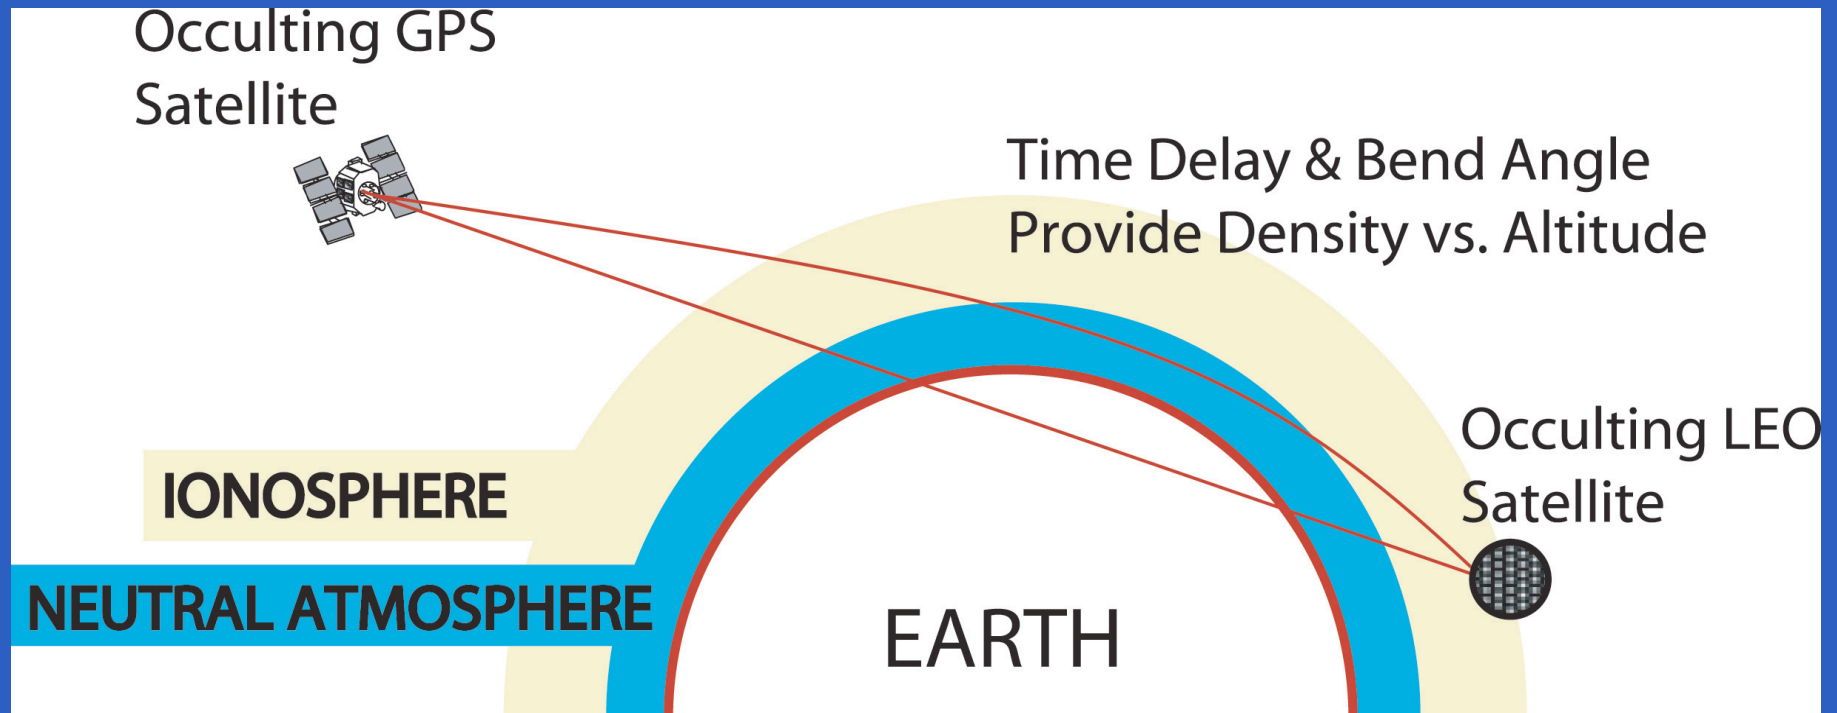 Occulting GPS
Satellite
Time Delay & Bend Angle
Provide Density vs. Altitude
Occulting LEO
Satellite
IONOSPHERE
NEUTRAL ATMOSPHERE
EARTH